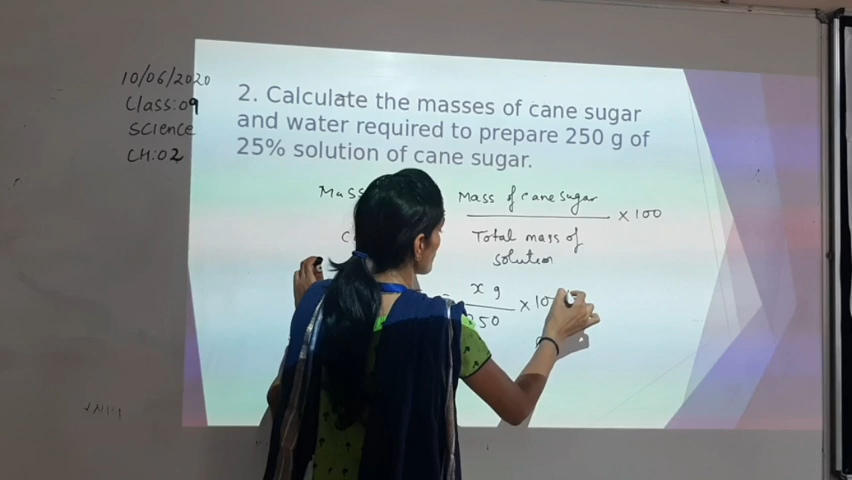 10/06/2020
Class:09
Science
CH:02
2. Calculate the masses of cane sugar
and water required to prepare 250 g of
25% solution of cane sugar.
Mass of cane sugar
Total mass of
solution
× 100
x g
250